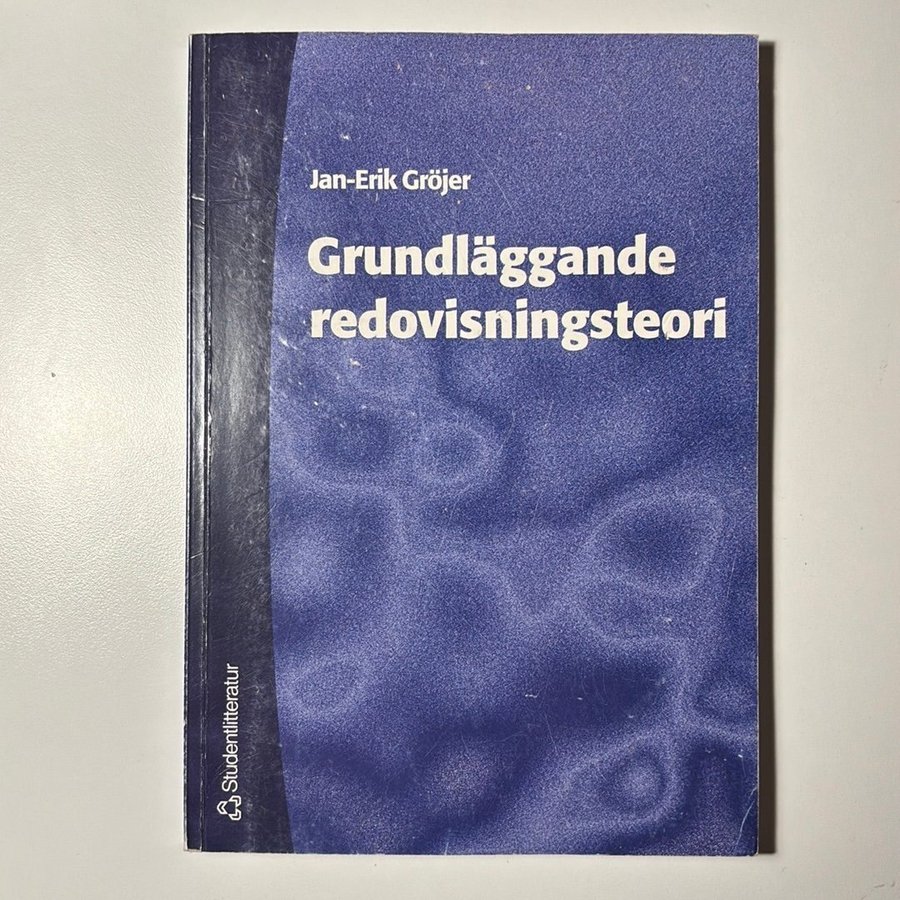 Jan-Erik Gröjer
Grundläggande
redovisningsteori
Studentlitteratur